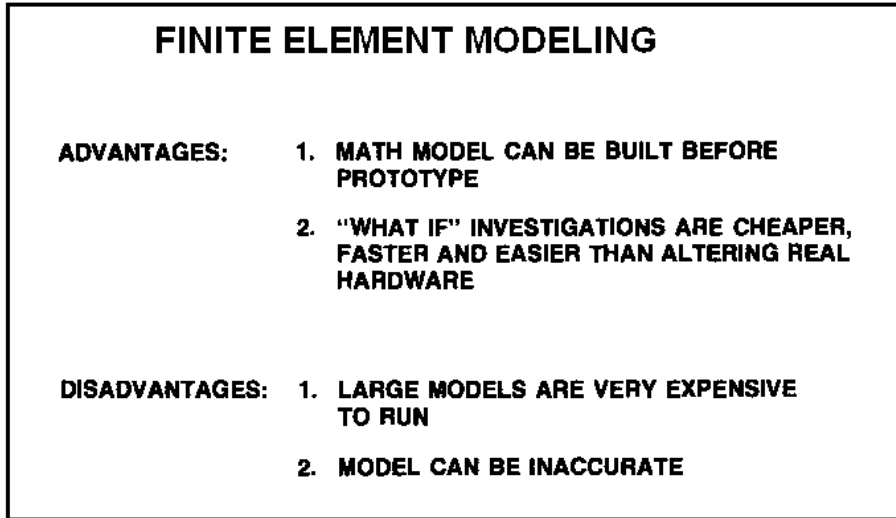 FINITE ELEMENT MODELING
ADVANTAGES: 1. MATH MODEL CAN BE BUILT BEFORE
PROTOTYPE
2. "WHAT IF" INVESTIGATIONS ARE CHEAPER,
FASTER AND EASIER THAN ALTERING REAL
HARDWARE
DISADVANTAGES: 1. LARGE MODELS ARE VERY EXPENSIVE
TO RUN
2. MODEL CAN BE INACCURATE